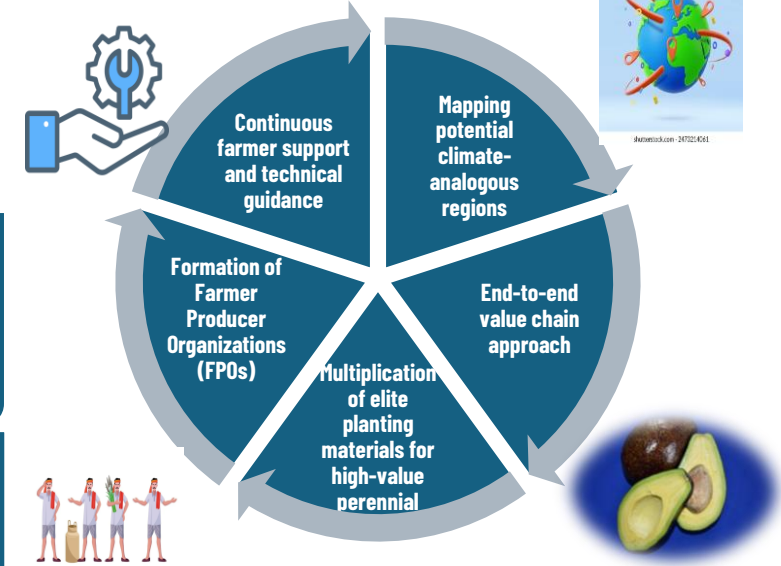 Mapping
potential
climate-
analogous
regions
End-to-end
value chain
approach
Multiplication
of elite
planting
materials for
high-value
perennial
Formation of
Farmer
Producer
Organizations
(FPOs)
Continuous
farmer support
and technical
guidance
shutterstock.com · 2473214061